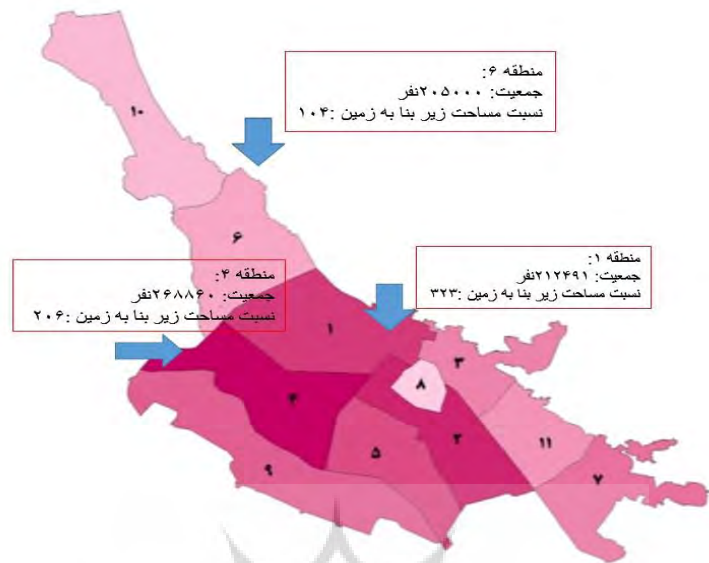 منطقه ۶:
جمعیت: ۲۰۵۰۰۰نفر
نسبت مساحت زیر بنا به زمین :۱۰۴
۱۰
۶
منطقه ۱:
جمعیت: ۲۱۲۴۹۱نفر
نسبت مساحت زیر بنا به زمین :۳۲۳
منطقه ۴:
جمعیت: ۲۶۸۸۶۰نفر
نسبت مساحت زیر بنا به زمین :۲۰۶
۱
۳
۸
۴
۲
۵
۱۱
۹
۷